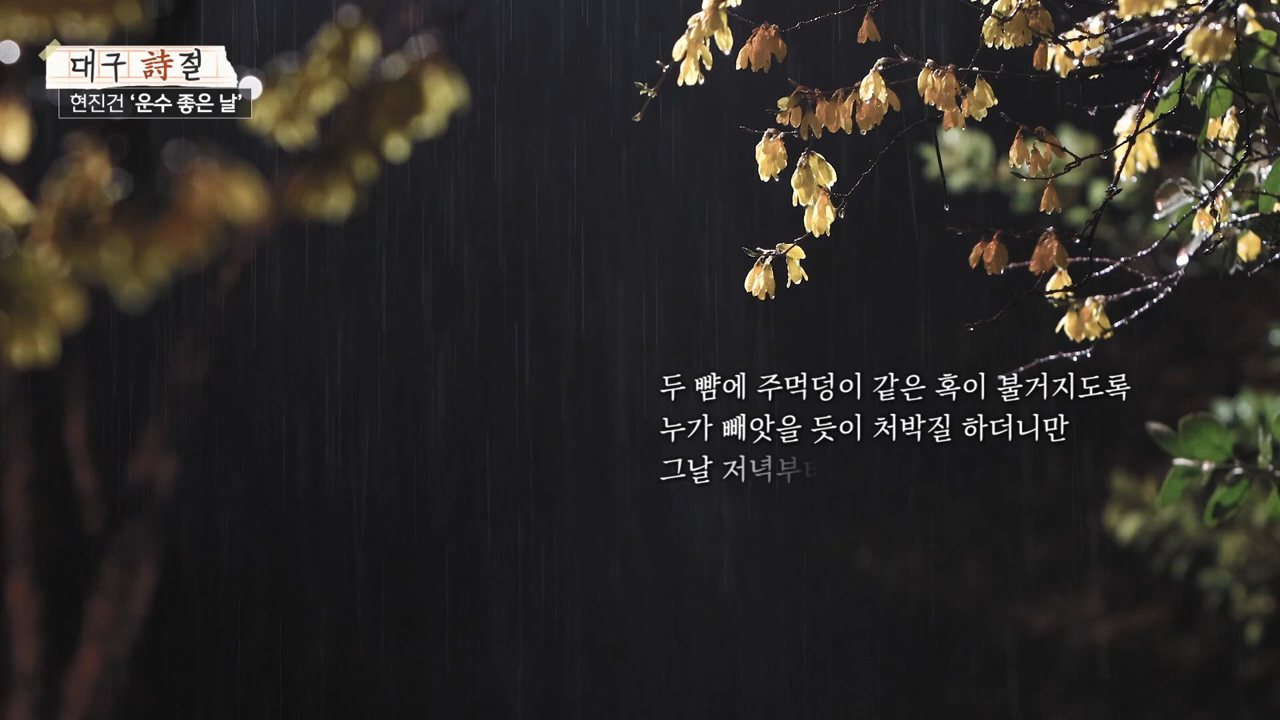 대구 詩절
현진건 ‘운수 좋은 날’
두 뺨에 주먹덩이 같은 혹이 불거지도록
누가 빼앗을 듯이 처박질 하더니만
그날 저녁부